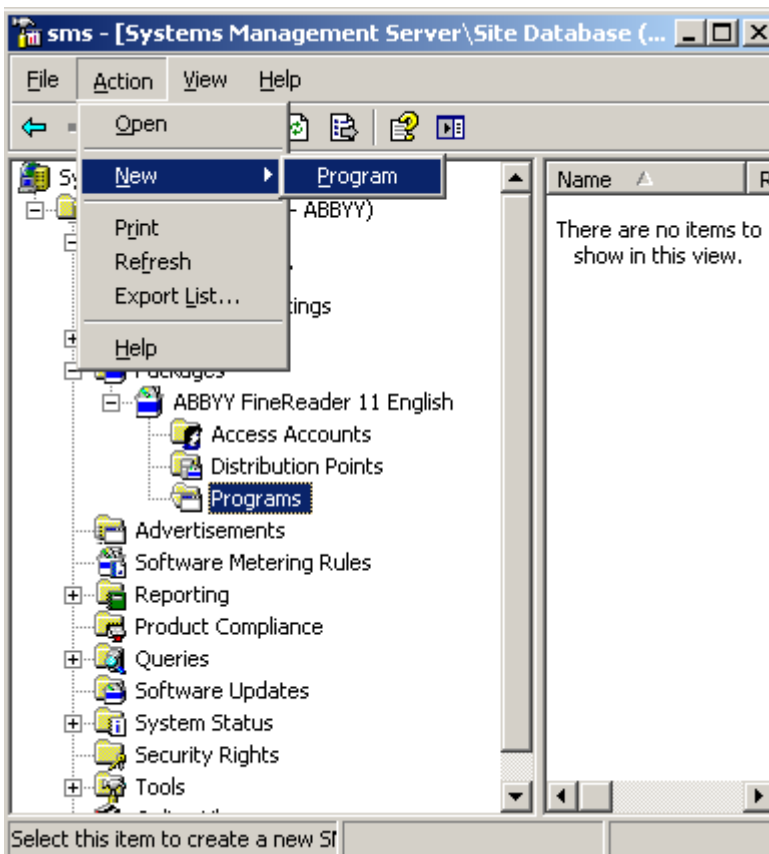 sms - [Systems Management Server\Site Database (...
File Action View Help
Open
New
Program
Print
Refresh
Export List...
Help
- ABBYY)
Packages
ABBYY FineReader 11 English
Access Accounts
Distribution Points
Programs
Advertisements
Software Metering Rules
Reporting
Product Compliance
Queries
Software Updates
System Status
Security Rights
Tools
Name
There are no items to
show in this view.
Select this item to create a new